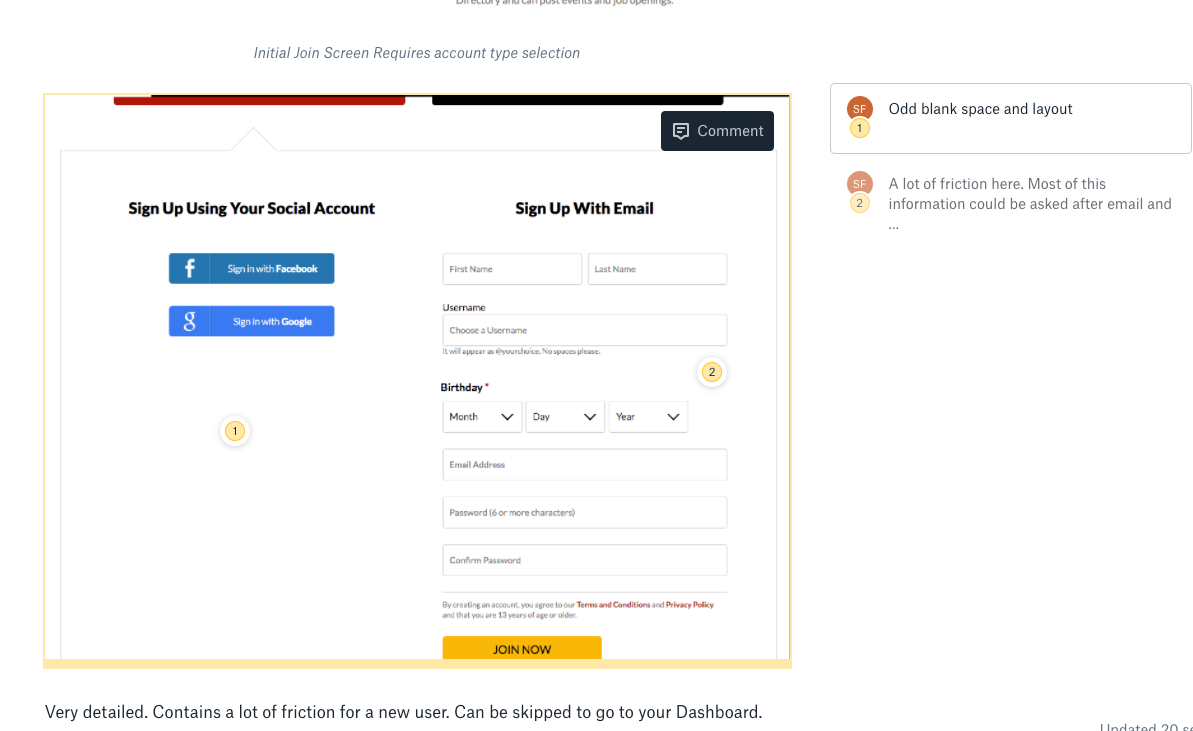 Directory and can post events and job openings.
Initial Join Screen Requires account type selection
Comment
Sign Up Using Your Social Account
Sign Up With Email
f Sign in with Facebook
g Sign in with Google
First Name
Last Name
Username
Choose a Username
It will appear as @yourchoice. No spaces please.
2
Birthday *
Month
Day
Year
1
Email Address
Password (6 or more characters)
Confirm Password
By creating an account, you agree to our Terms and Conditions and Privacy Policy
and that you are 13 years of age or older.
JOIN NOW
Very detailed. Contains a lot of friction for a new user. Can be skipped to go to your Dashboard.
SF
1
Odd blank space and layout
SF
2
A lot of friction here. Most of this
information could be asked after email and
...
Updated 20